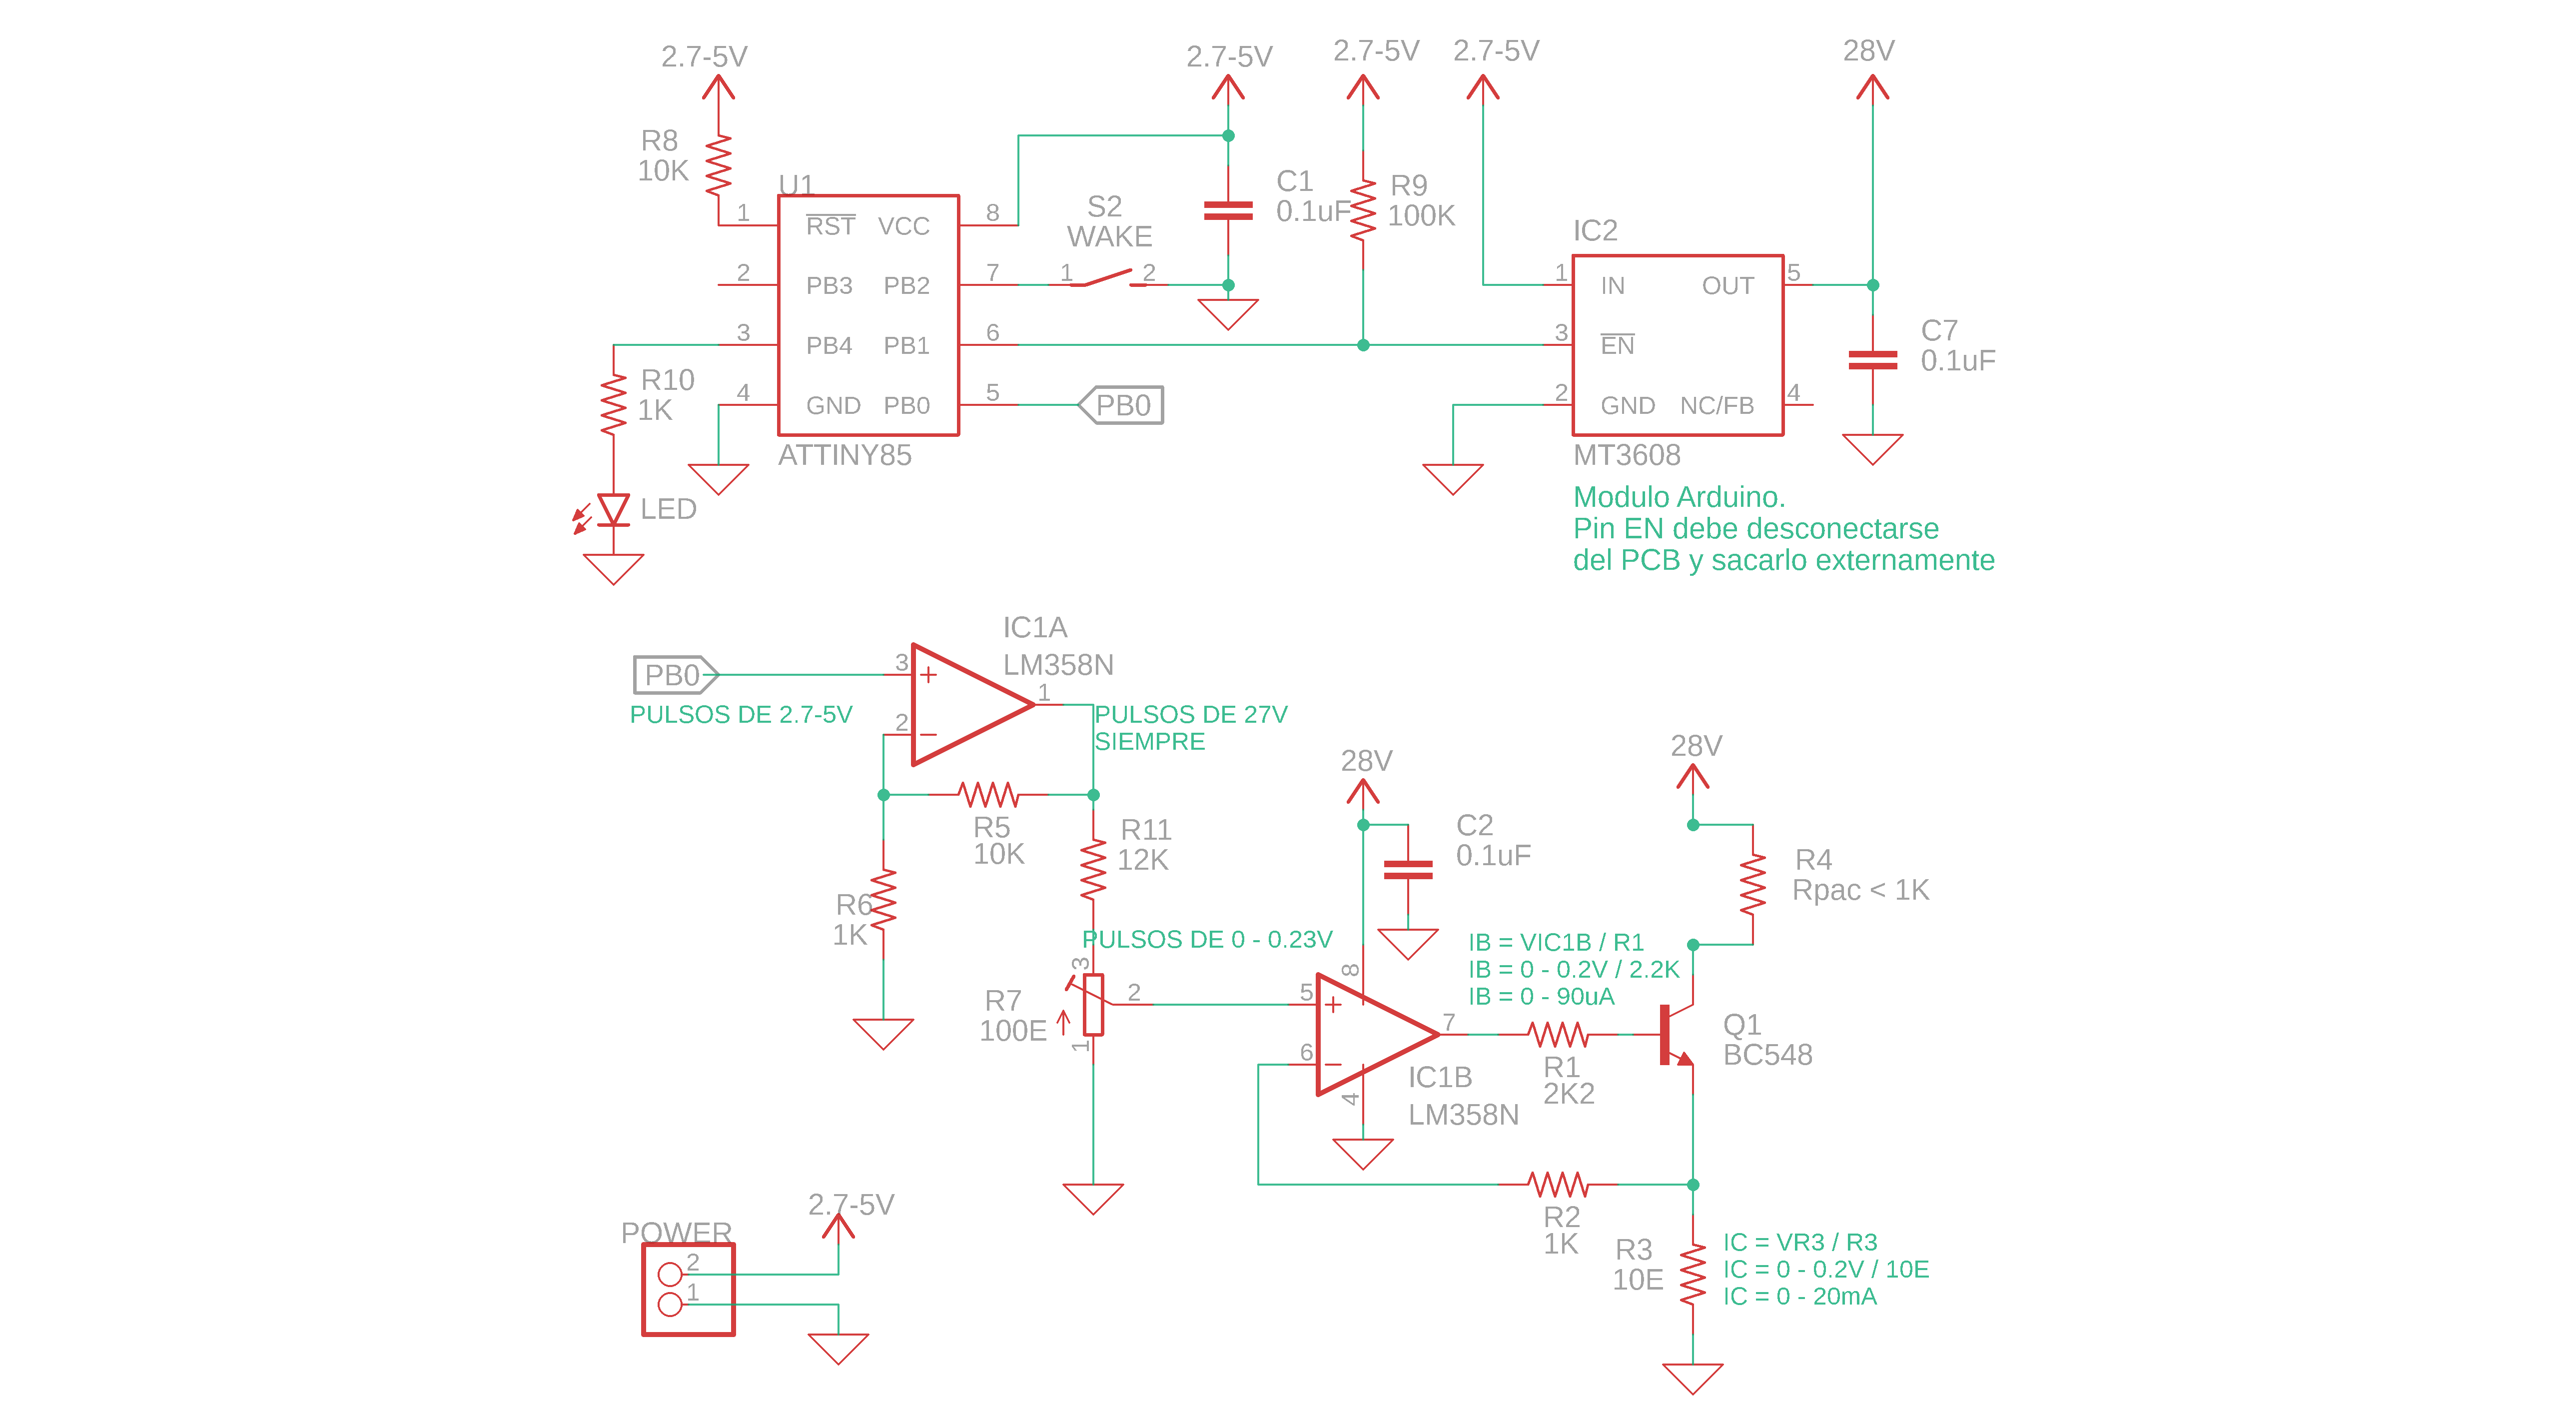 2.7-5V
2.7-5V
2.7-5V
2.7-5V
28V
R8
10K
U1
1
RST
VCC
8
2
PB3
PB2
7
3
PB4
PB1
6
4
GND
PB0
5
ATTINY85
S2
WAKE
1
2
C1
0.1uF
R9
100K
PB0
R10
1K
LED
IC2
1
IN
OUT
5
3
EN
2
GND
NC/FB
4
MT3608
C7
0.1uF
Modulo Arduino.
Pin EN debe desconectarse
del PCB y sacarlo externamente
PB0
PULSOS DE 2.7-5V
IC1A
LM358N
3
+
2
−
1
PULSOS DE 27V
SIEMPRE
R5
10K
R6
1K
R11
12K
PULSOS DE 0 - 0.23V
3
R7
100E
2
1
28V
C2
0.1uF
8
5
+
6
−
7
4
IC1B
LM358N
IB = VIC1B / R1
IB = 0 - 0.2V / 2.2K
IB = 0 - 90uA
R1
2K2
28V
R4
Rpac < 1K
Q1
BC548
R2
1K
R3
10E
IC = VR3 / R3
IC = 0 - 0.2V / 10E
IC = 0 - 20mA
2.7-5V
POWER
2
1